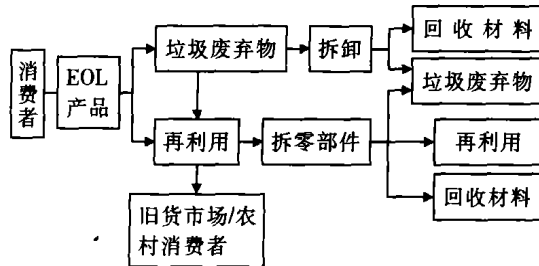 消费者
EOL
产品
垃圾废弃物
拆卸
回收材料
垃圾废弃物
再利用
拆零部件
再利用
回收材料
旧货市场/农
村消费者